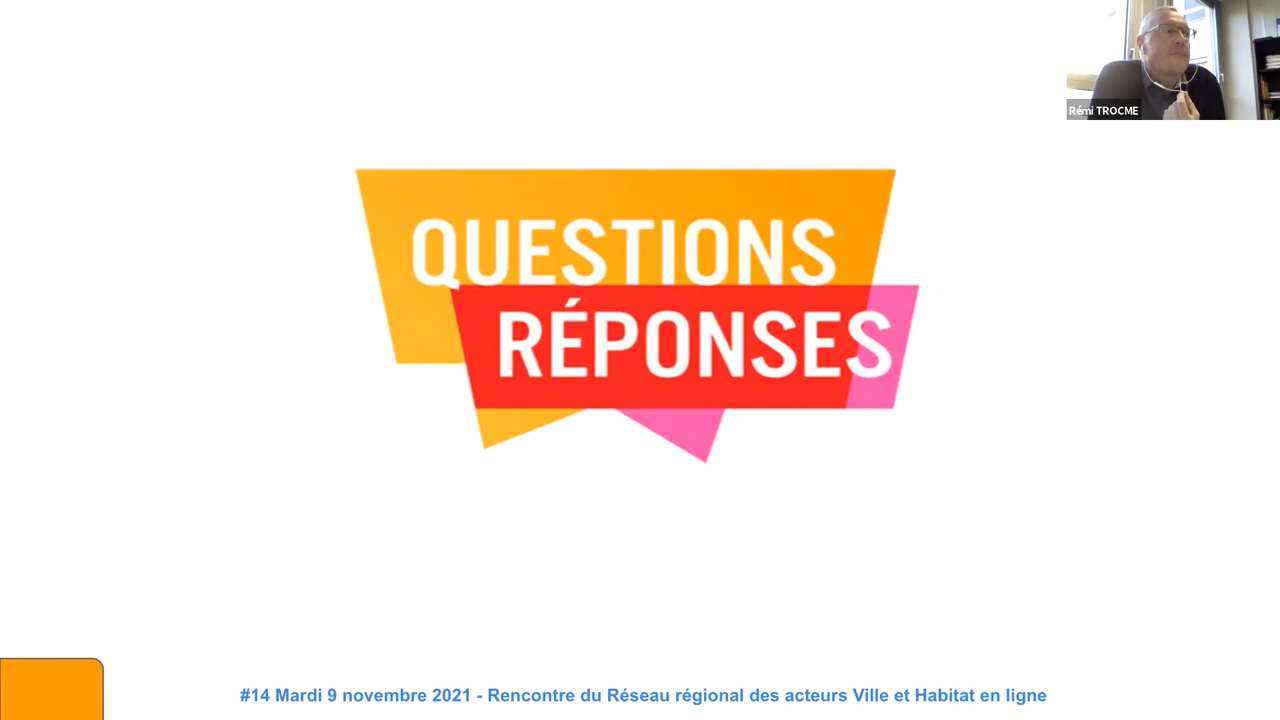 Rémi TROCME
QUESTIONS
RÉPONSES
#14 Mardi 9 novembre 2021 - Rencontre du Réseau régional des acteurs Ville et Habitat en ligne